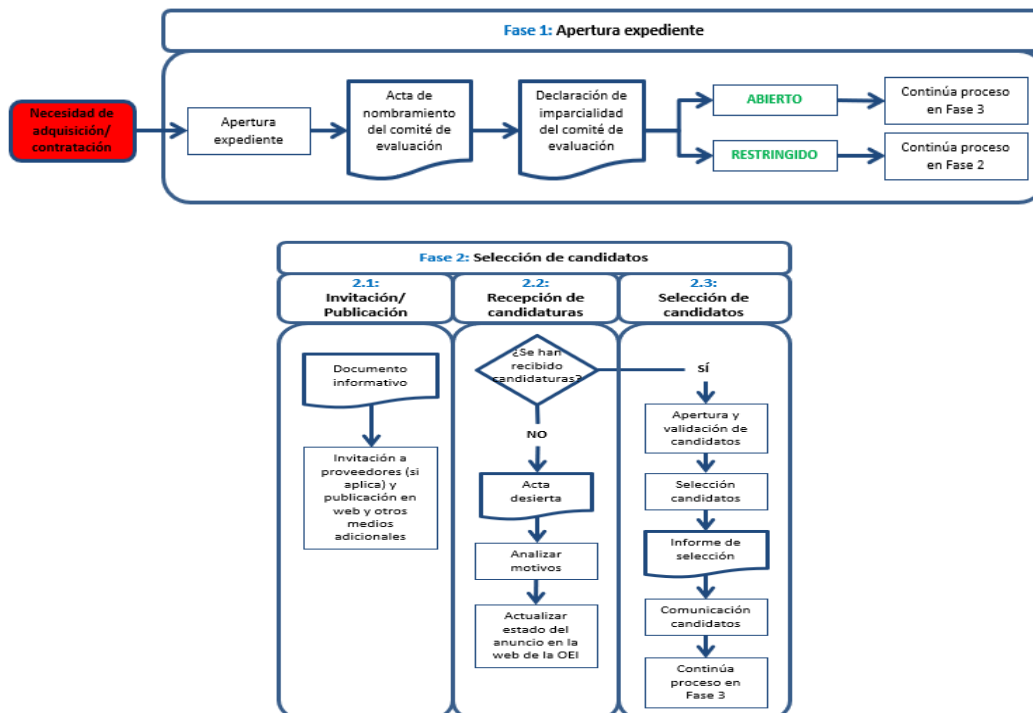 Fase 1: Apertura expediente
Necesidad de
adquisición/
contratación
Apertura
expediente
Acta de
nombramiento
del comité de
evaluación
Declaración de
imparcialidad
del comité de
evaluación
ABIERTO
Continúa proceso
en Fase 3
RESTRINGIDO
Continúa proceso
en Fase 2
Fase 2: Selección de candidatos
2.1:
Invitación/
Publicación
2.2:
Recepción de
candidaturas
2.3:
Selección de
candidatos
Documento
informativo
Invitación a
proveedores (si
aplica) y
publicación en
web y otros
medios
adicionales
¿Se han
recibido
candidaturas?
NO
Acta
desierta
Analizar
motivos
Actualizar
estado del
anuncio en la
web de la OEI
SÍ
Apertura y
validación de
candidatos
Selección
candidatos
Informe de
selección
Comunicación
candidatos
Continúa
proceso en
Fase 3